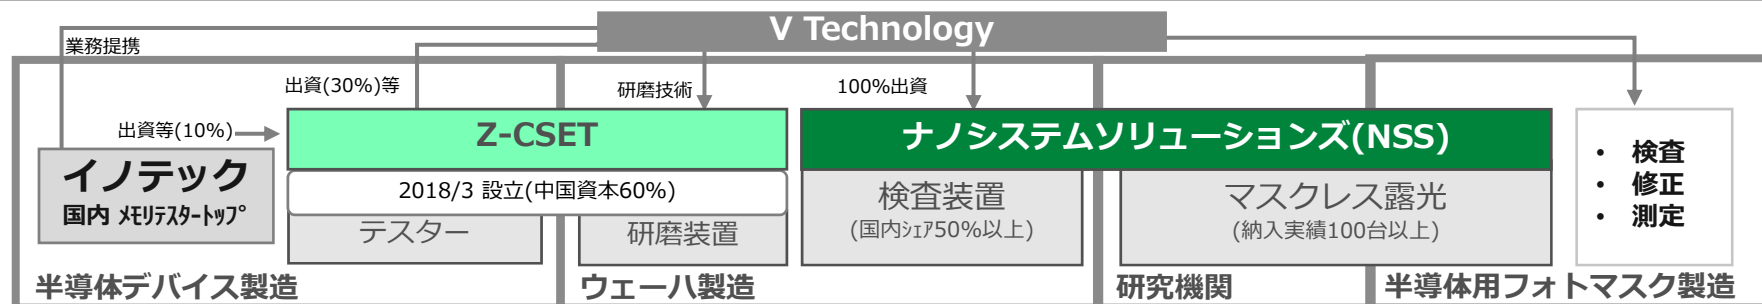 V Technology
業務提携
出資(30%)等
研磨技術
100%出資
出資等(10%)
Z-CSET
ナノシステムソリューションズ(NSS)
イノテック
国内 ﾒﾓﾘﾃｽﾀｰﾄｯﾌﾟ
2018/3 設立(中国資本60%)
テスター
研磨装置
検査装置
(国内ｼｪｱ50%以上)
マスクレス露光
(納入実績100台以上)
• 検査
• 修正
• 測定
半導体デバイス製造
ウェーハ製造
研究機関
半導体用フォトマスク製造